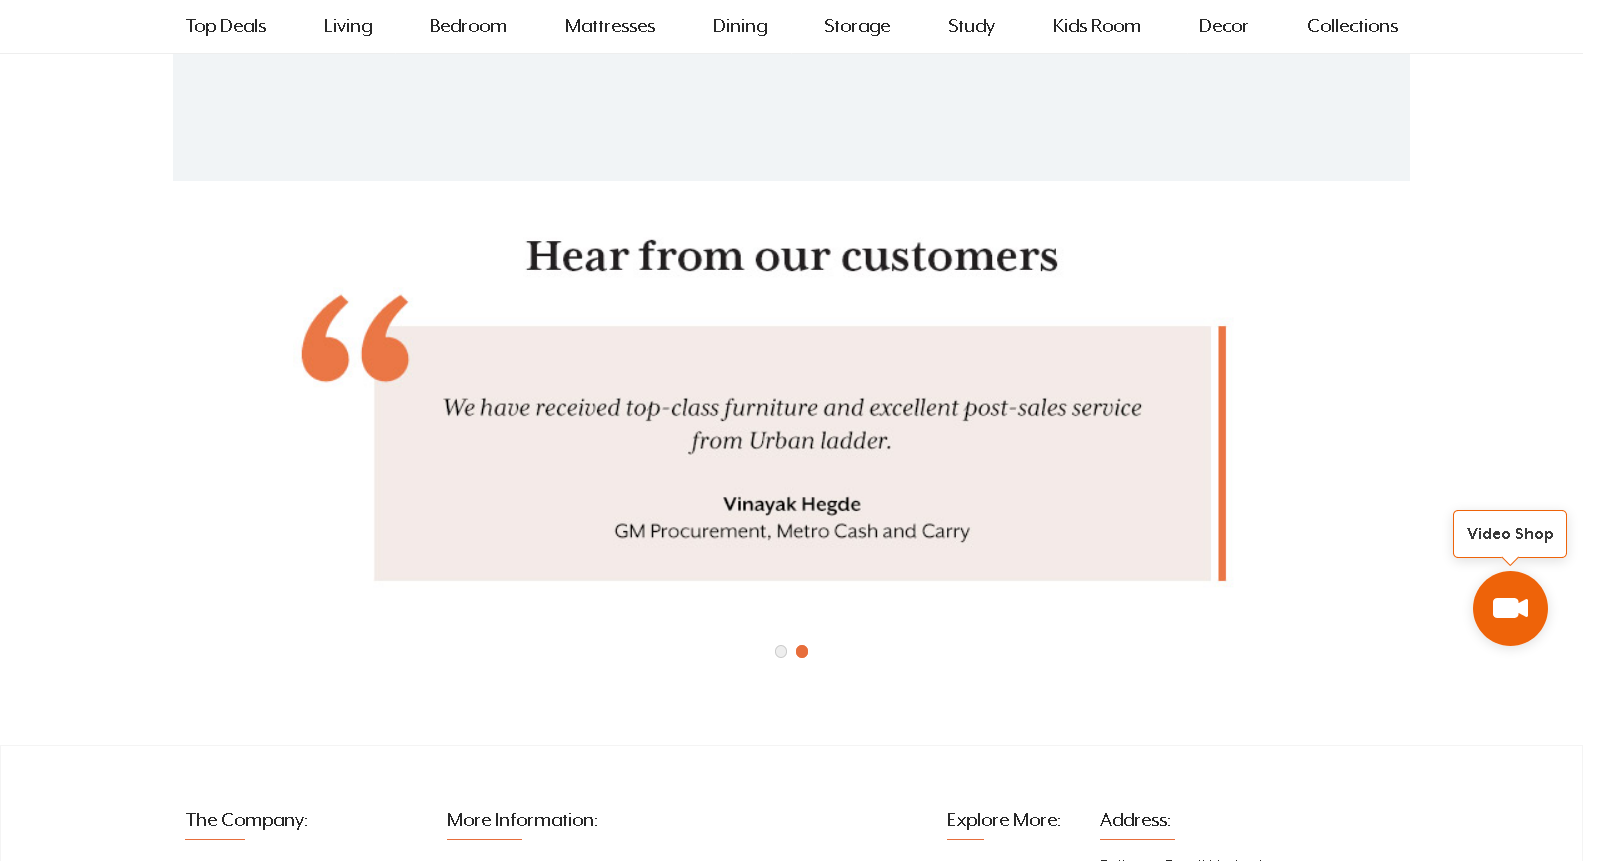 Top Deals Living Bedroom Mattresses Dining Storage Study Kids Room Decor Collections
Hear from our customers
We have received top-class furniture and excellent post-sales service
from Urban ladder.
Vinayak Hegde
GM Procurement, Metro Cash and Carry
Video Shop
The Company: More Information: Explore More: Address: